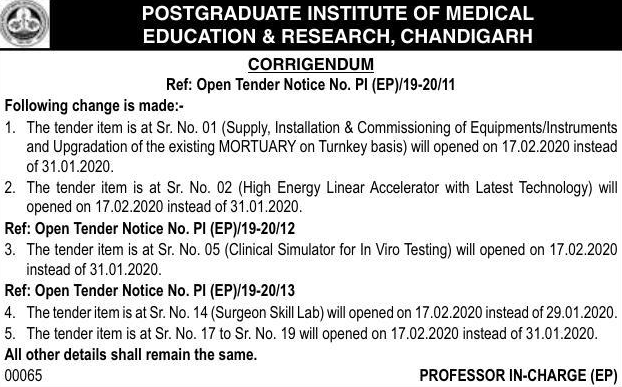 POSTGRADUATE INSTITUTE OF MEDICAL
EDUCATION & RESEARCH, CHANDIGARH
CORRIGENDUM
Ref: Open Tender Notice No. PI (EP)/19-20/11
Following change is made:-
1. The tender item is at Sr. No. 01 (Supply, Installation & Commissioning of Equipments/Instruments
and Upgradation of the existing MORTUARY on Turnkey basis) will opened on 17.02.2020 instead
of 31.01.2020.
2. The tender item is at Sr. No. 02 (High Energy Linear Accelerator with Latest Technology) will
opened on 17.02.2020 instead of 31.01.2020.
Ref: Open Tender Notice No. PI (EP)/19-20/12
3. The tender item is at Sr. No. 05 (Clinical Simulator for In Viro Testing) will opened on 17.02.2020
instead of 31.01.2020.
Ref: Open Tender Notice No. PI (EP)/19-20/13
4. The tender item is at Sr. No. 14 (Surgeon Skill Lab) will opened on 17.02.2020 instead of 29.01.2020.
5. The tender item is at Sr. No. 17 to Sr. No. 19 will opened on 17.02.2020 instead of 31.01.2020.
All other details shall remain the same.
00065 PROFESSOR IN-CHARGE (EP)